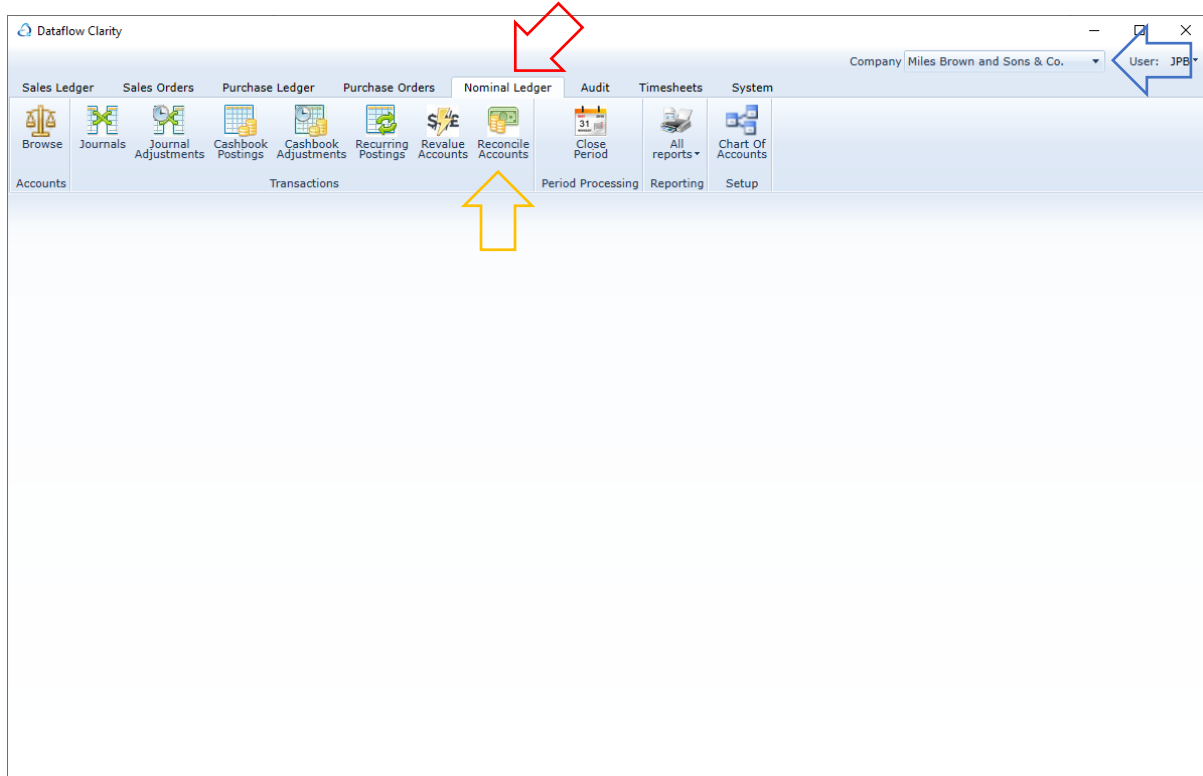 Dataflow Clarity
Company Miles Brown and Sons & Co. User: JPB
Sales Ledger Sales Orders Purchase Ledger Purchase Orders Nominal Ledger Audit Timesheets System
Browse
Journals
Journal
Adjustments
Cashbook
Postings
Cashbook
Adjustments
Recurring
Postings
$ £
Revalue
Accounts
Reconcile
Accounts
31
Close
Period
All
reports
Chart Of
Accounts
Accounts Transactions Period Processing Reporting Setup